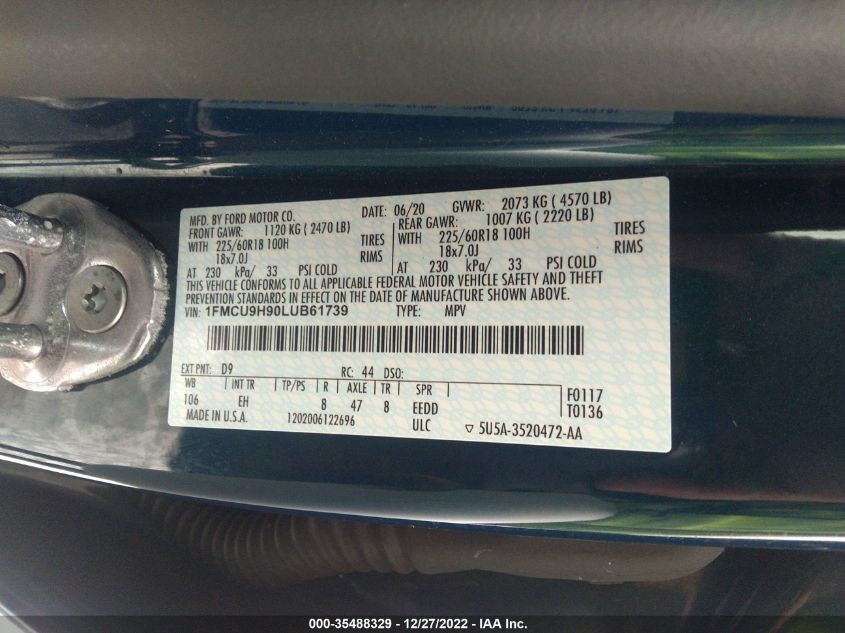 MFD. BY FORD MOTOR CO. DATE: 06/20 GVWR: 2073 KG ( 4570 LB)
FRONT GAWR: 1120 KG ( 2470 LB) REAR GAWR: 1007 KG ( 2220 LB)
WITH 225/60R18 100H TIRES WITH 225/60R18 100H TIRES
18x7.0J RIMS 18x7.0J RIMS
AT 230 kPa/ 33 PSI COLD AT 230 kPa/ 33 PSI COLD
THIS VEHICLE CONFORMS TO ALL APPLICABLE FEDERAL MOTOR VEHICLE SAFETY AND THEFT
PREVENTION STANDARDS IN EFFECT ON THE DATE OF MANUFACTURE SHOWN ABOVE.
VIN: 1FMCU9H90LUB61739 TYPE: MPV
EXT PNT: D9 RC: 44 DSO:
WB INT TR TP/PS R AXLE TR SPR
106 EH 8 47 8 EEDD
F0117
T0136
MADE IN U.S.A. 1202006122696 ULC ▽ 5U5A-3520472-AA
000-35488329 - 12/27/2022 - IAA Inc.